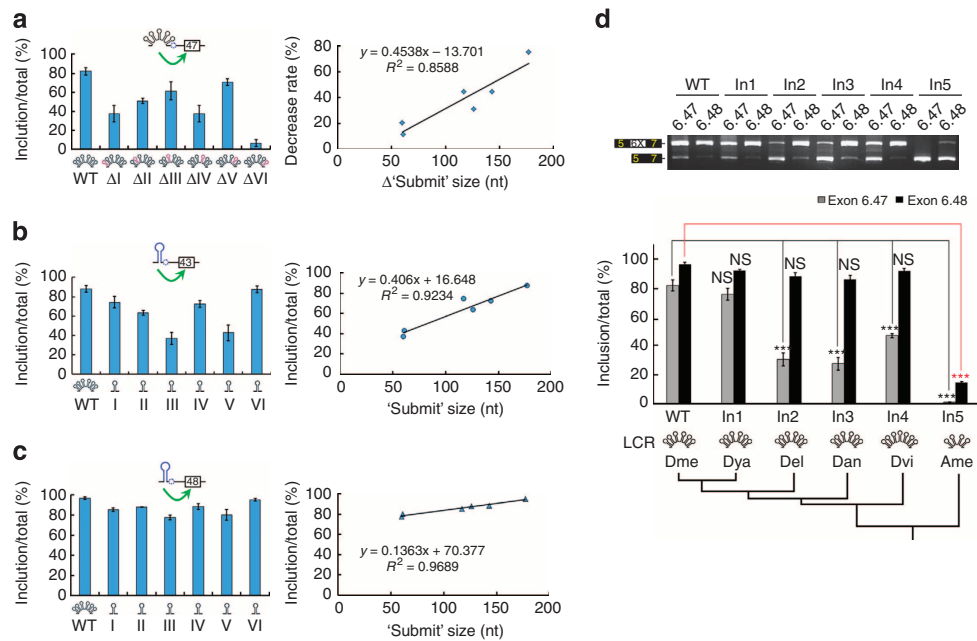 a
47
Inclution/total (%)
100
80
60
40
20
0
WT ΔI ΔII ΔIII ΔIV ΔV ΔVI
y = 0.4538x – 13.701
R² = 0.8588
Decrease rate (%)
80
60
40
20
0
0 50 100 150 200
Δ‘Submit’ size (nt)
b
43
Inclution/total (%)
100
80
60
40
20
0
WT I II III IV V VI
y = 0.406x + 16.648
R² = 0.9234
Inclution/total (%)
100
80
60
40
20
0
0 50 100 150 200
‘Submit’ size (nt)
c
48
Inclution/total (%)
100
80
60
40
20
0
WT I II III IV V VI
y = 0.1363x + 70.377
R² = 0.9689
Inclution/total (%)
100
80
60
40
20
0
0 50 100 150 200
‘Submit’ size (nt)
d
WT In1 In2 In3 In4 In5
6.47 6.48 6.47 6.48 6.47 6.48 6.47 6.48 6.47 6.48 6.47 6.48
5 6X 7
5 7
Exon 6.47 Exon 6.48
Inclusion/total (%)
100
80
60
40
20
0
NS NS NS NS NS
*** *** *** *** ***
WT In1 In2 In3 In4 In5
LCR
Dme Dya Del Dan Dvi Ame